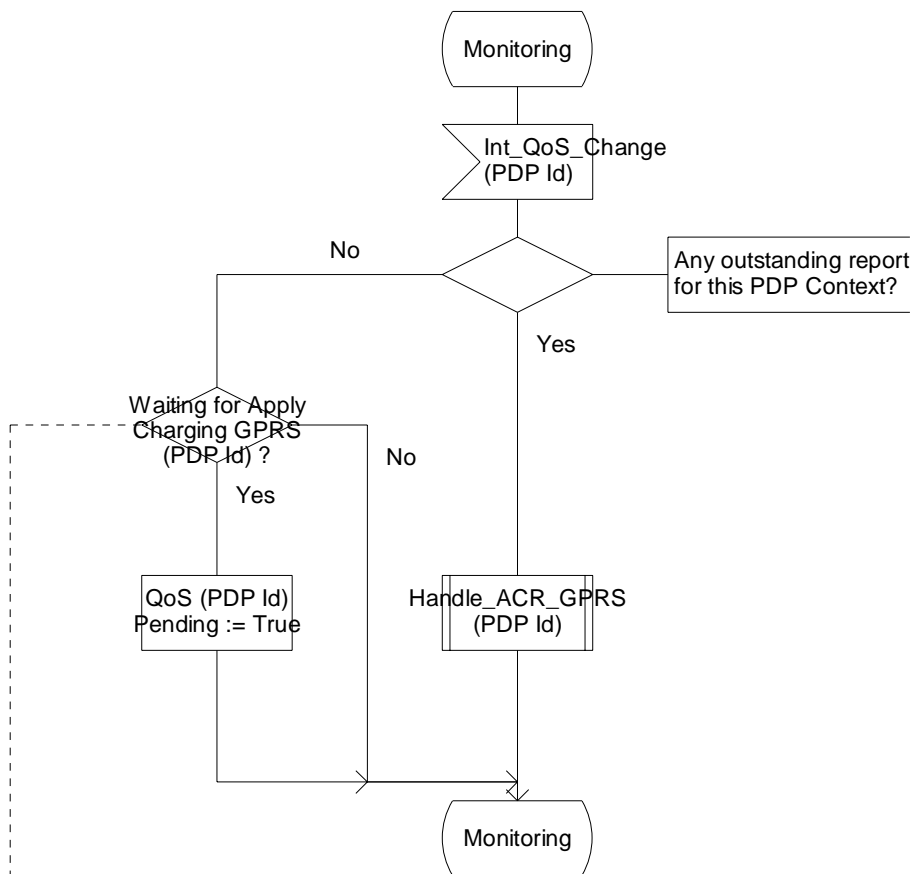 Monitoring
Int_QoS_Change
(PDP Id)
No
Any outstanding report
for this PDP Context?
Yes
Waiting for Apply
Charging GPRS
(PDP Id) ?
No
Yes
QoS (PDP Id)
Pending := True
Handle_ACR_GPRS
(PDP Id)
Monitoring